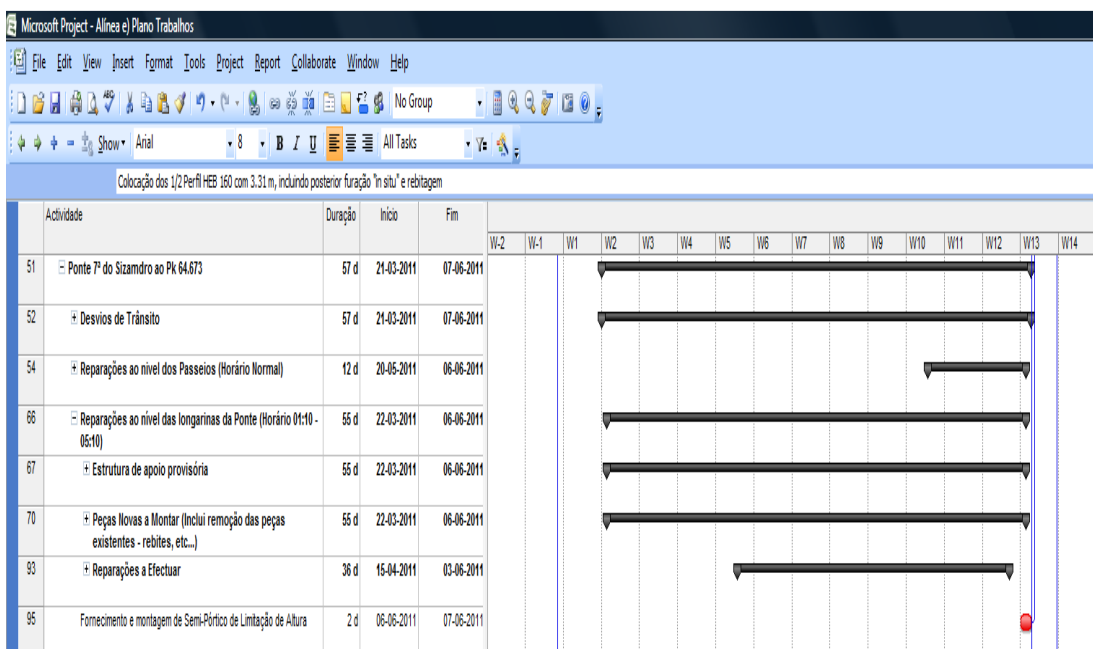 Microsoft Project - Alínea e) Plano Trabalhos
File Edit View Insert Format Tools Project Report Collaborate Window Help
No Group
Show Arial 8 B I U All Tasks
Colocação dos 1/2 Perfil HEB 160 com 3.31 m, incluindo posterior furação "in situ" e rebitagem
Actividade Duração Início Fim
W-2 W-1 W1 W2 W3 W4 W5 W6 W7 W8 W9 W10 W11 W12 W13 W14
51 Ponte 7ª do Sizamdro ao Pk 64.673 57 d 21-03-2011 07-06-2011
52 Desvios de Trânsito 57 d 21-03-2011 07-06-2011
54 Reparações ao nivel dos Passeios (Horário Normal) 12 d 20-05-2011 06-06-2011
66 Reparações ao nível das longarinas da Ponte (Horário 01:10 - 55 d 22-03-2011 06-06-2011
05:10)
67 Estrutura de apoio provisória 55 d 22-03-2011 06-06-2011
70 Peças Novas a Montar (Inclui remoção das peças 55 d 22-03-2011 06-06-2011
existentes - rebites, etc...)
93 Reparações a Efectuar 36 d 15-04-2011 03-06-2011
95 Fornecimento e montagem de Semi-Pórtico de Limitação de Altura 2 d 06-06-2011 07-06-2011